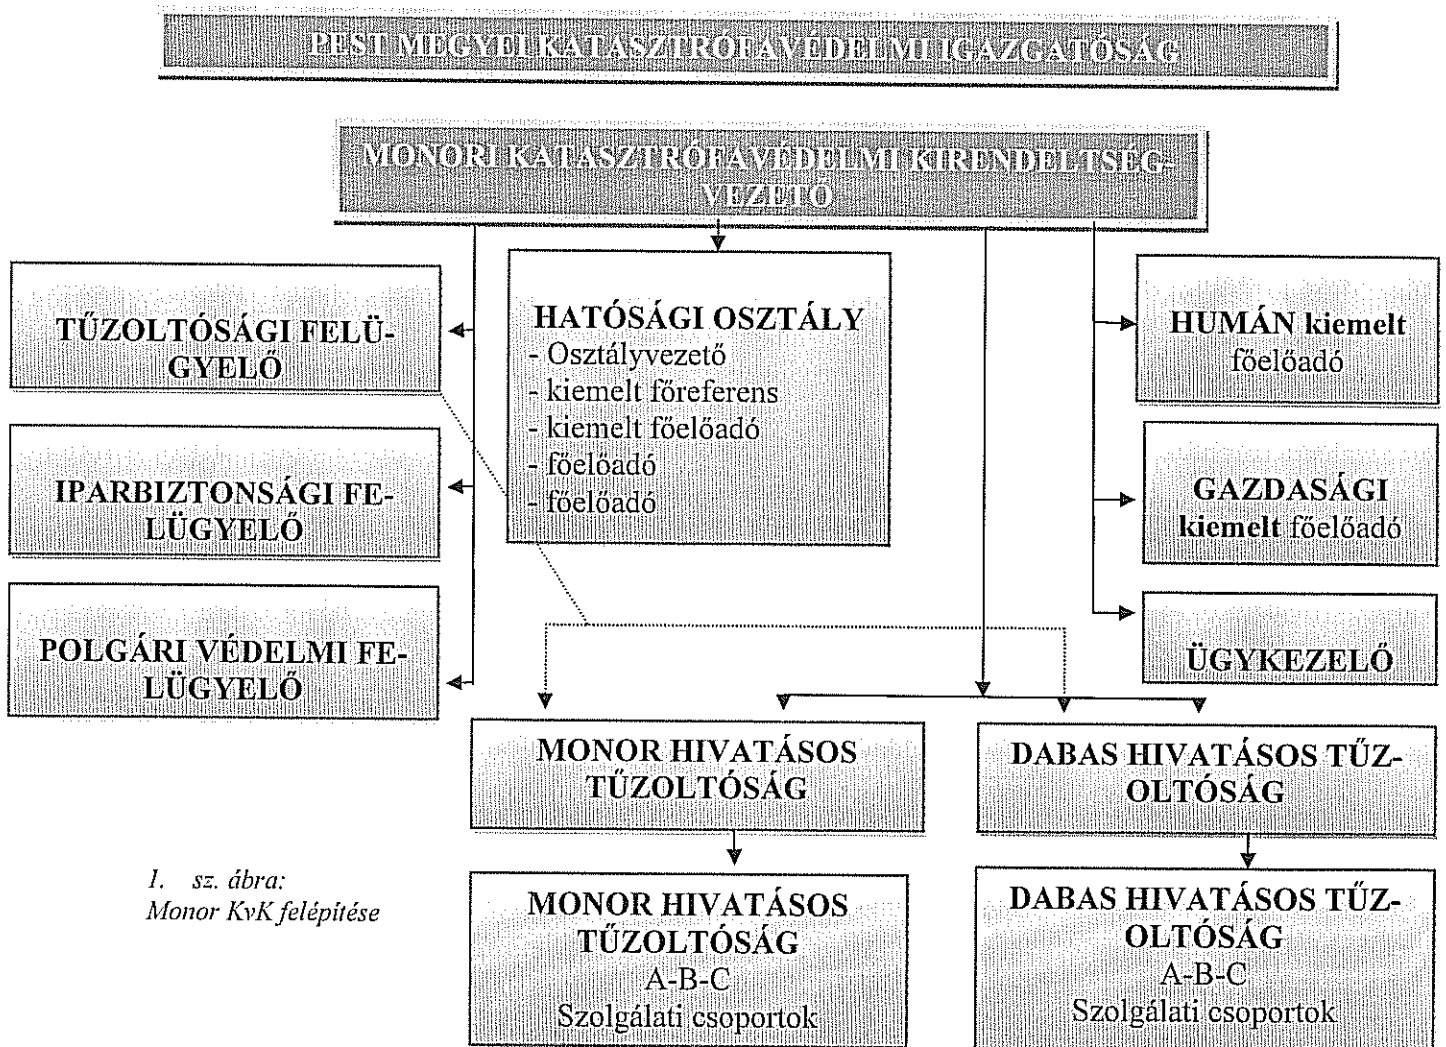 PEST MEGYEI KATASZTRÓFAVÉDELMI IGAZGATÓSÁG
MONORI KATASZTRÓFAVÉDELMI KIRENDELTSÉG-
VEZETŐ
TŰZOLTÓSÁGI FELÜ-
GYELŐ
IPARBIZTONSÁGI FE-
LÜGYELŐ
POLGÁRI VÉDELMI FE-
LÜGYELŐ
HATÓSÁGI OSZTÁLY
- Osztályvezető
- kiemelt főreferens
- kiemelt főelőadó
- főelőadó
- főelőadó
HUMÁN kiemelt
főelőadó
GAZDASÁGI
kiemelt főelőadó
ÜGYKEZELŐ
MONOR HIVATÁSOS
TŰZOLTÓSÁG
DABAS HIVATÁSOS TŰZ-
OLTÓSÁG
MONOR HIVATÁSOS
TŰZOLTÓSÁG
A-B-C
Szolgálati csoportok
DABAS HIVATÁSOS TŰZ-
OLTÓSÁG
A-B-C
Szolgálati csoportok
1. sz. ábra:
Monor KvK felépítése